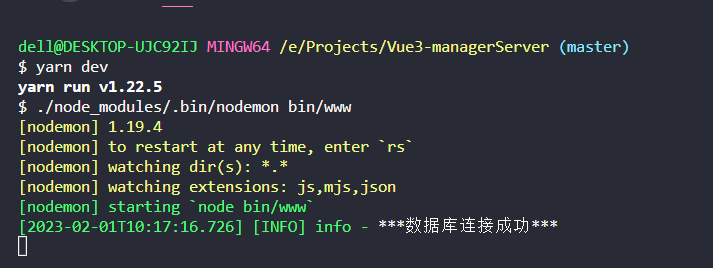 dell@DESKTOP-UJC92IJ MINGW64 /e/Projects/Vue3-managerServer (master)
$ yarn dev
yarn run v1.22.5
$ ./node_modules/.bin/nodemon bin/www
[nodemon] 1.19.4
[nodemon] to restart at any time, enter `rs`
[nodemon] watching dir(s): *.*
[nodemon] watching extensions: js,mjs,json
[nodemon] starting `node bin/www`
[2023-02-01T10:17:16.726] [INFO] info - ***数据库连接成功***